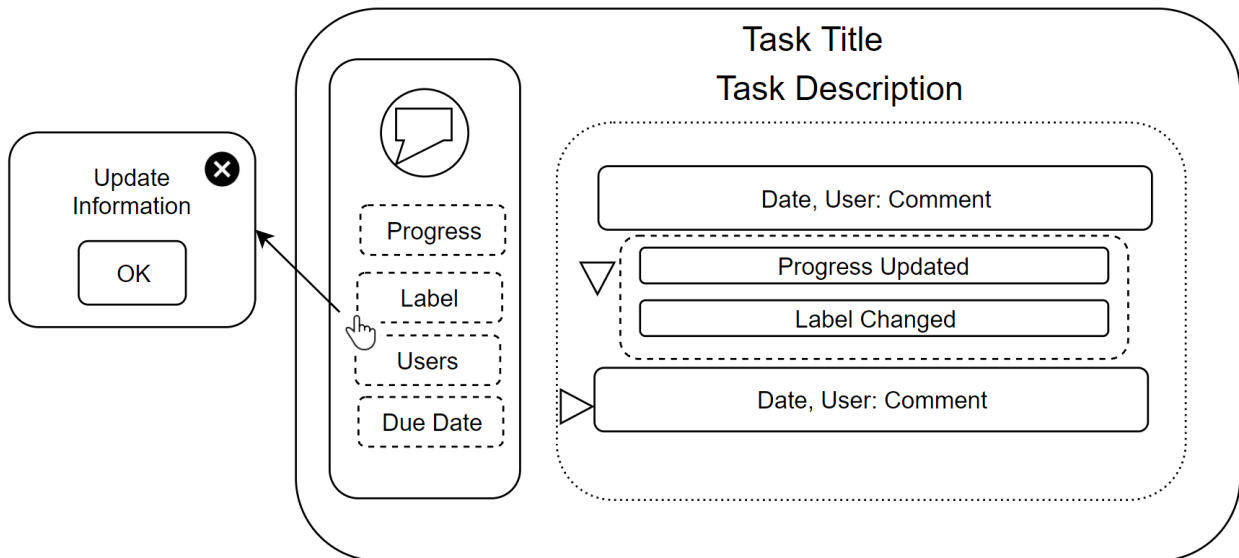 Task Title
Task Description
Update
Information
OK
Progress
Label
Users
Due Date
Date, User: Comment
Progress Updated
Label Changed
Date, User: Comment